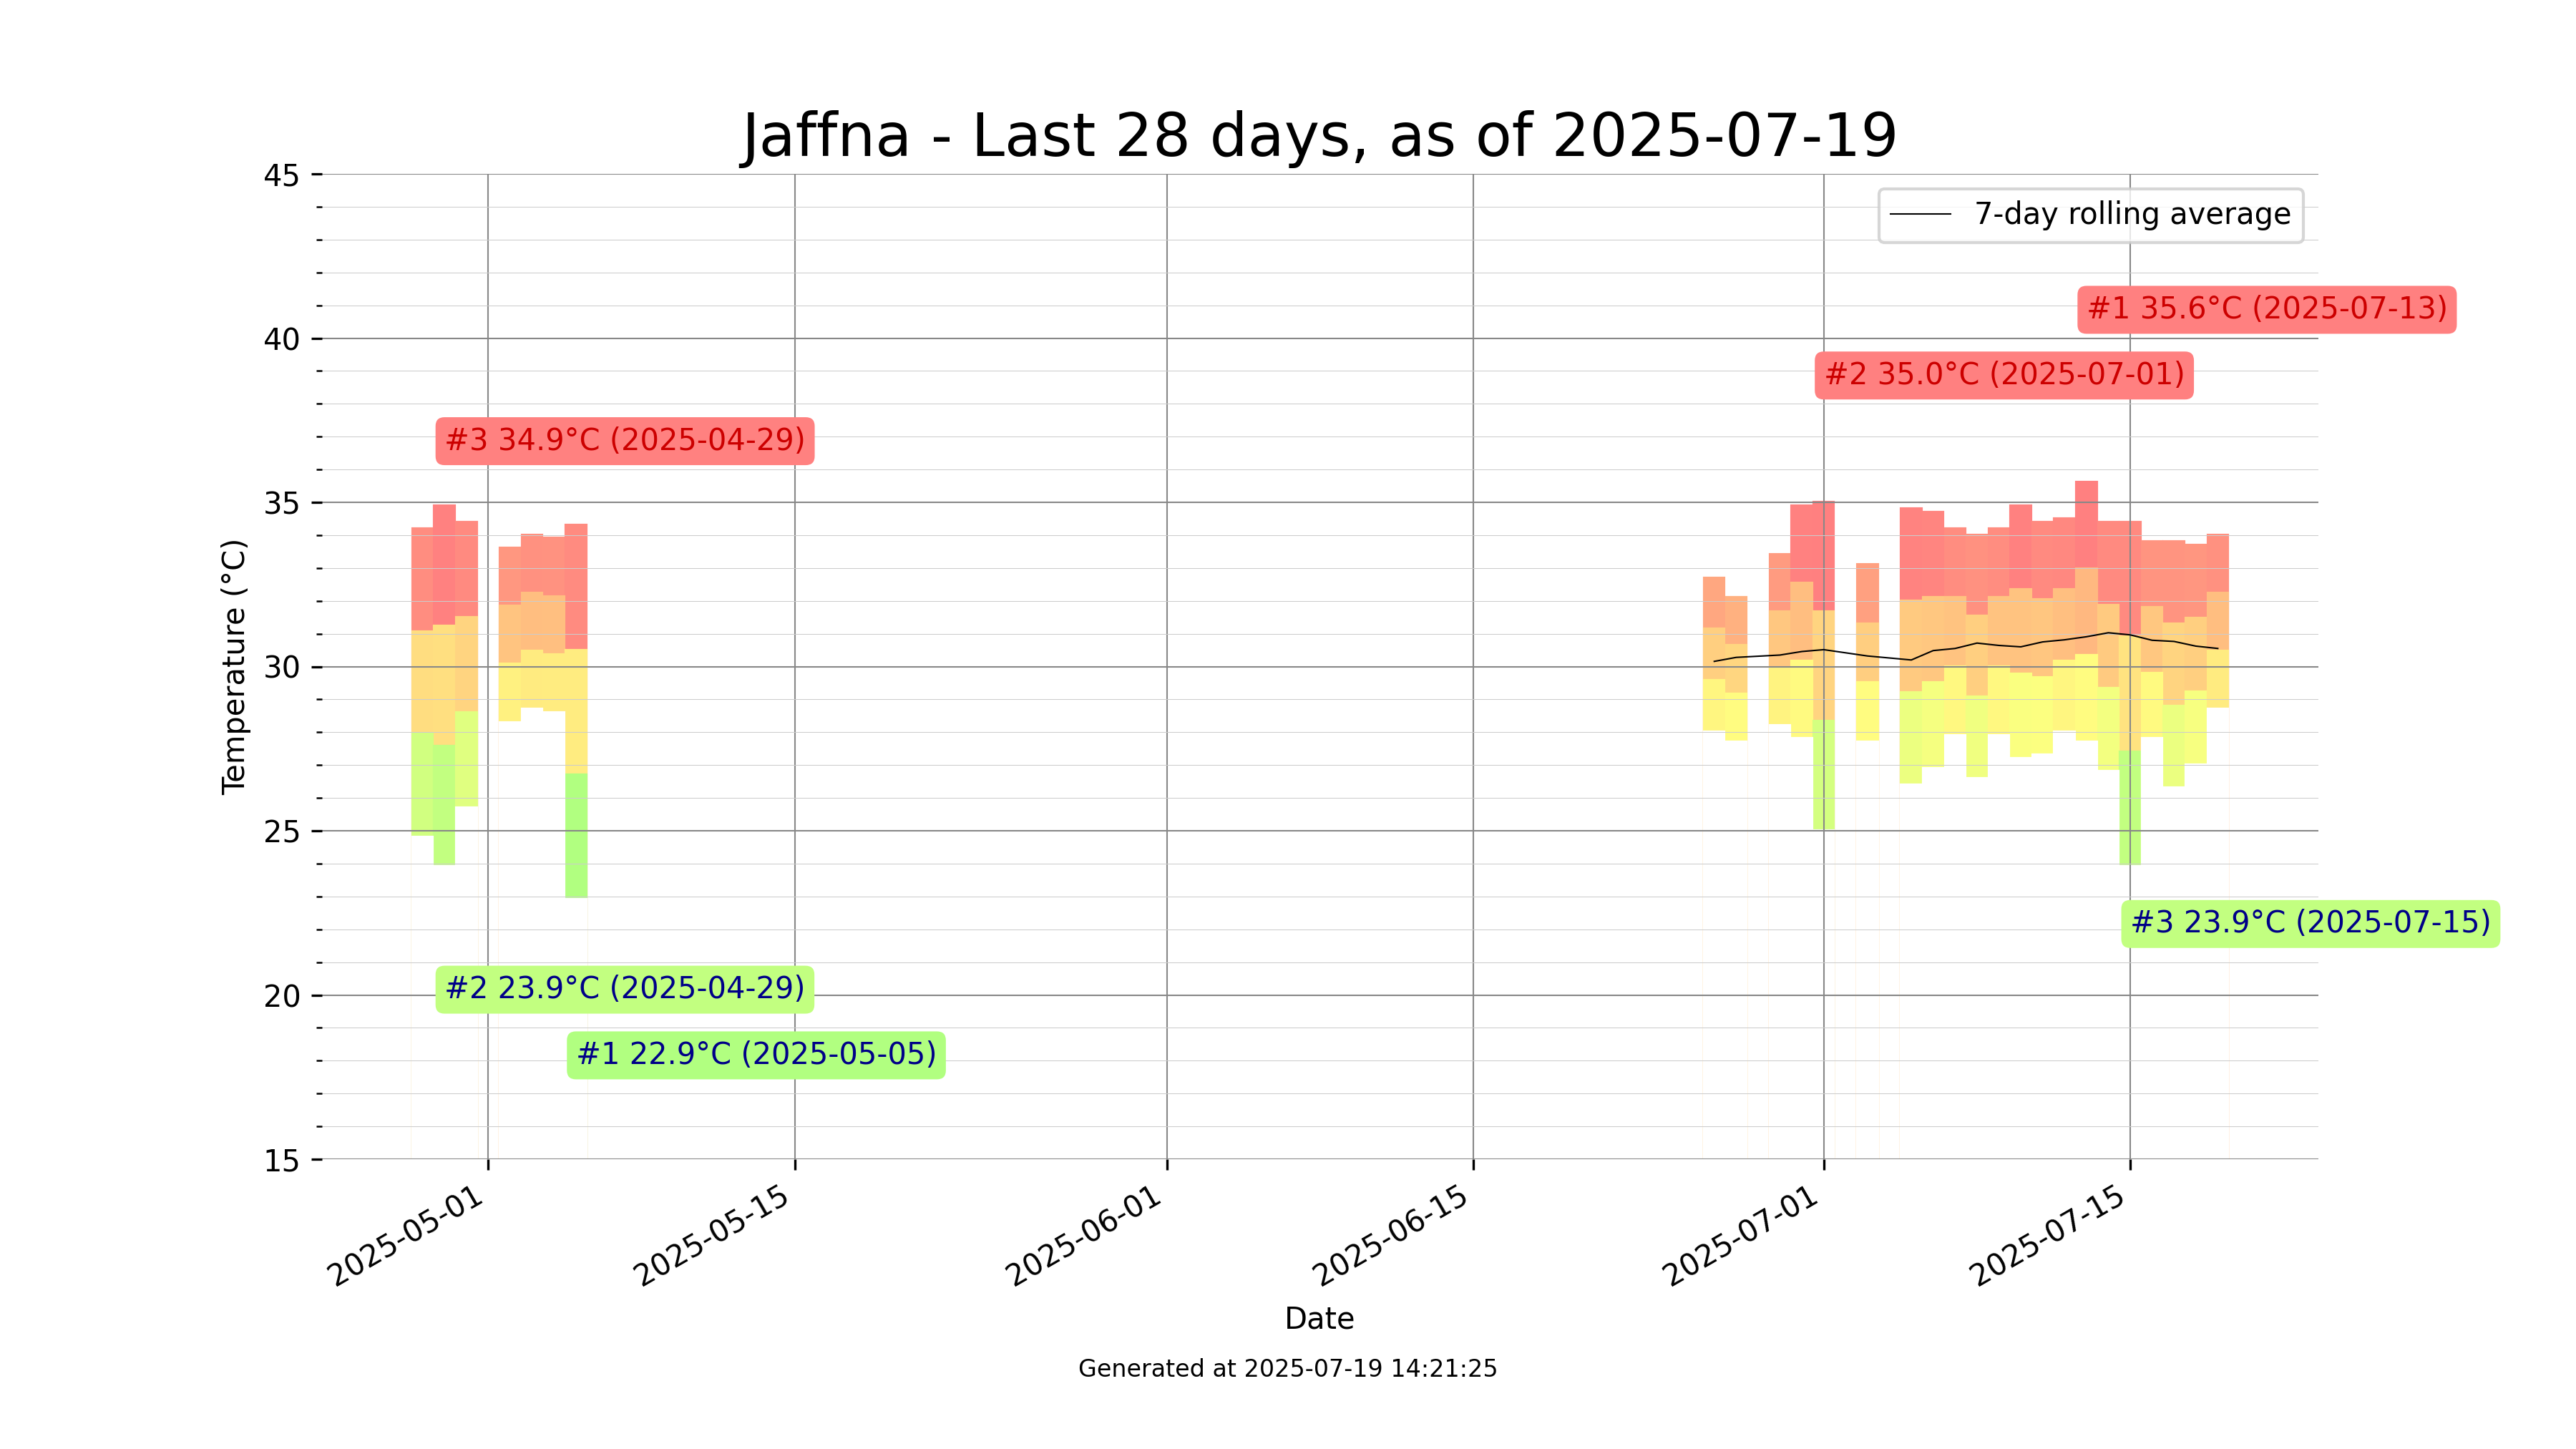 Jaffna - Last 28 days, as of 2025-07-19
7-day rolling average
#1 35.6°C (2025-07-13)
#2 35.0°C (2025-07-01)
#3 34.9°C (2025-04-29)
#3 23.9°C (2025-07-15)
#2 23.9°C (2025-04-29)
#1 22.9°C (2025-05-05)
Temperature (°C)
45
40
35
30
25
20
15
2025-05-01
2025-05-15
2025-06-01
2025-06-15
2025-07-01
2025-07-15
Date
Generated at 2025-07-19 14:21:25